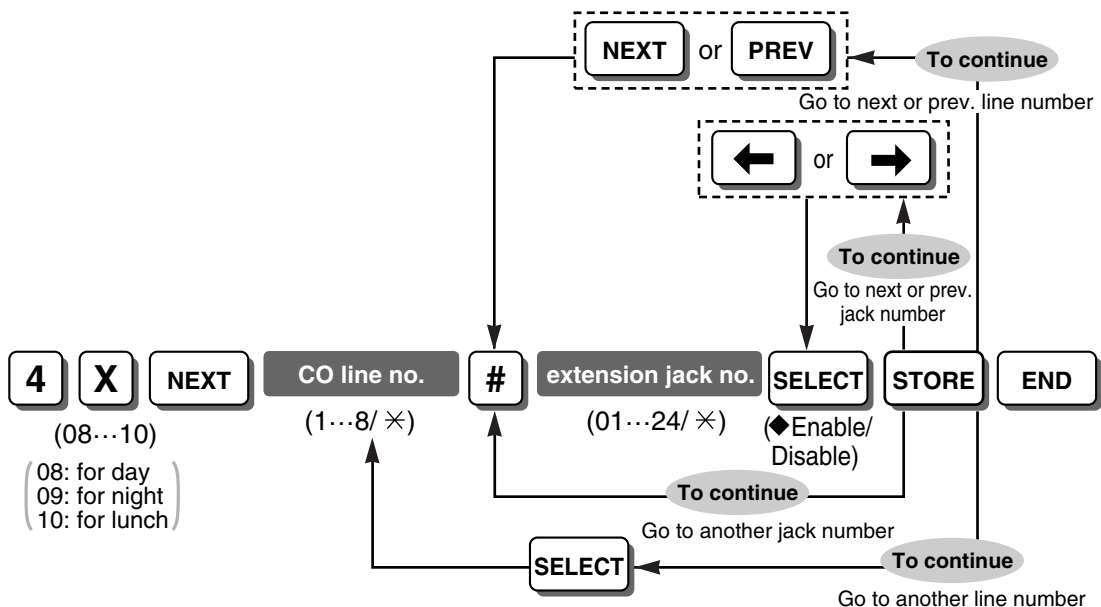 NEXT or PREV
To continue
Go to next or prev. line number
← or →
To continue
Go to next or prev.
jack number
4 X NEXT CO line no. # extension jack no. SELECT STORE END
(08···10) (1···8/ ✳) (01···24/ ✳) (◆Enable/
Disable)
08: for day
09: for night
10: for lunch
To continue
Go to another jack number
SELECT
To continue
Go to another line number